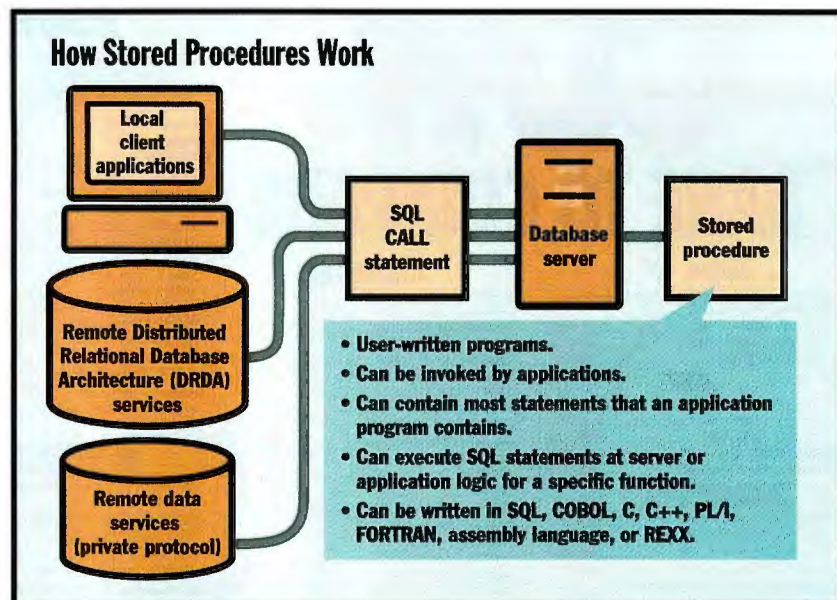 How Stored Procedures Work
Local
client
applications
Remote Distributed
Relational Database
Architecture (DRDA)
services
Remote data
services
(private protocol)
SQL
CALL
statement
Database
server
Stored
procedure
• User-written programs.
• Can be invoked by applications.
• Can contain most statements that an application
program contains.
• Can execute SQL statements at server or
application logic for a specific function.
• Can be written in SQL, COBOL, C, C++, PL/I,
FORTRAN, assembly language, or REXX.